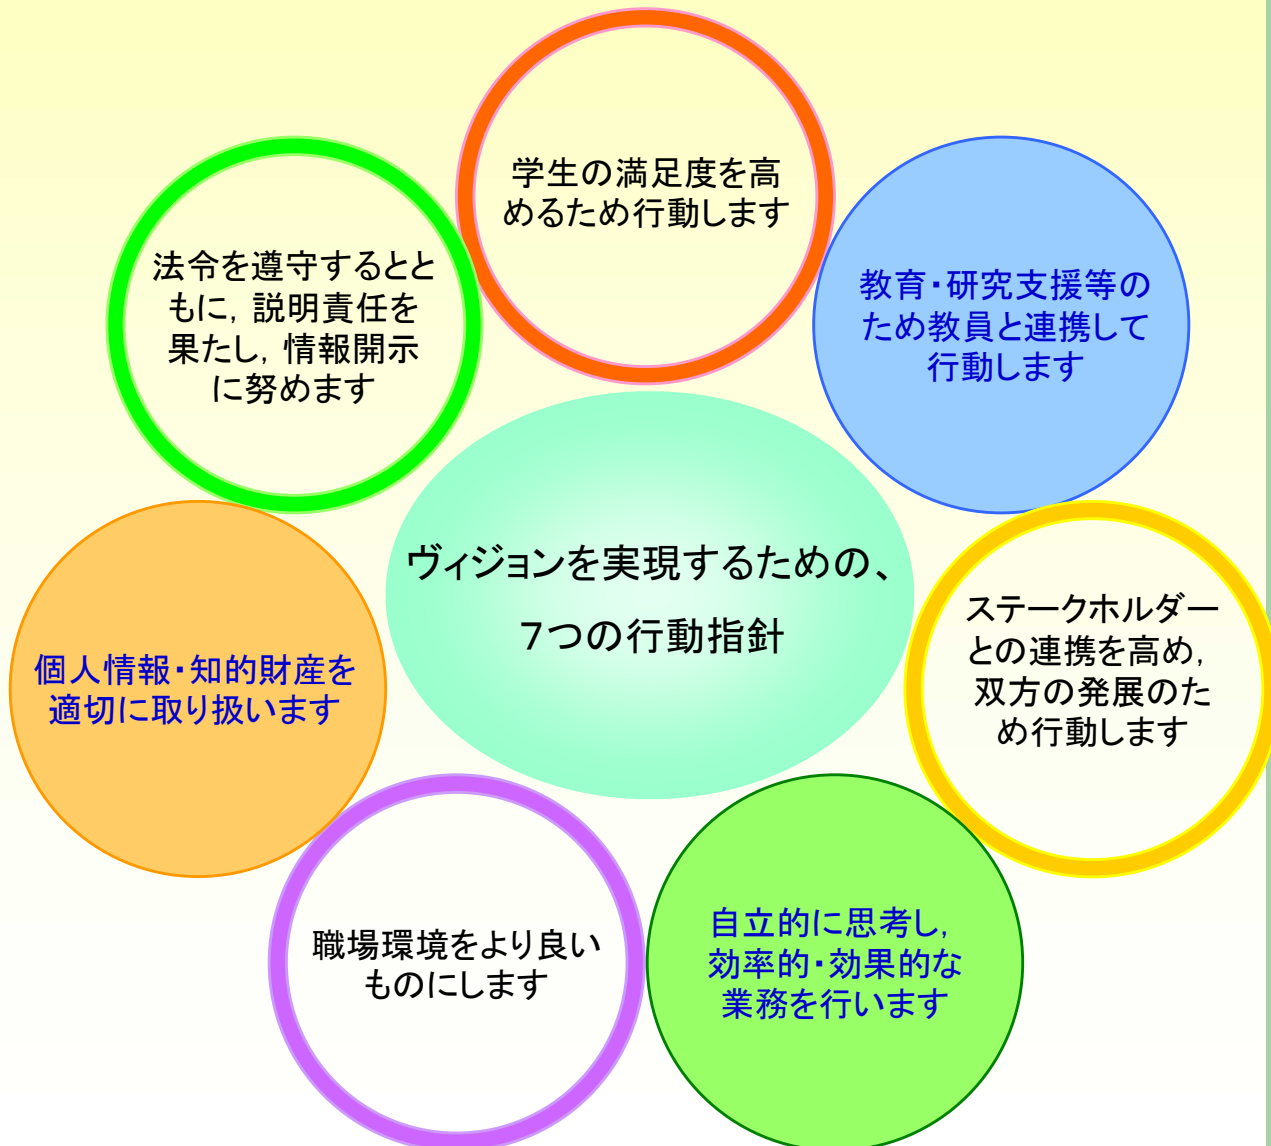 学生の満足度を高
めるため行動します
教育・研究支援等の
ため教員と連携して
行動します
ステークホルダー
との連携を高め,
双方の発展のた
め行動します
自立的に思考し,
効率的・効果的な
業務を行います
職場環境をより良い
ものにします
個人情報・知的財産を
適切に取り扱います
法令を遵守するとと
もに, 説明責任を
果たし, 情報開示
に努めます
ヴィジョンを実現するための、
７つの行動指針